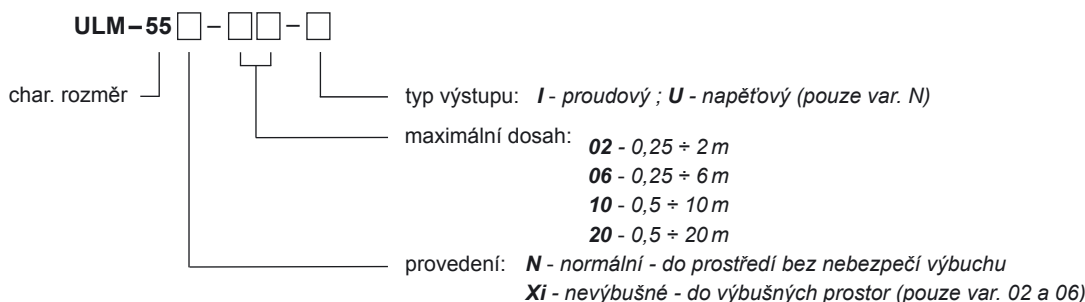 ULM–55□–□□–□
char. rozměr
typ výstupu: I - proudový ; U - napěťový (pouze var. N)
maximální dosah:
02 - 0,25 ÷ 2 m
06 - 0,25 ÷ 6 m
10 - 0,5 ÷ 10 m
20 - 0,5 ÷ 20 m
provedení: N - normální - do prostředí bez nebezpečí výbuchu
Xi - nevýbušné - do výbušných prostor (pouze var. 02 a 06)